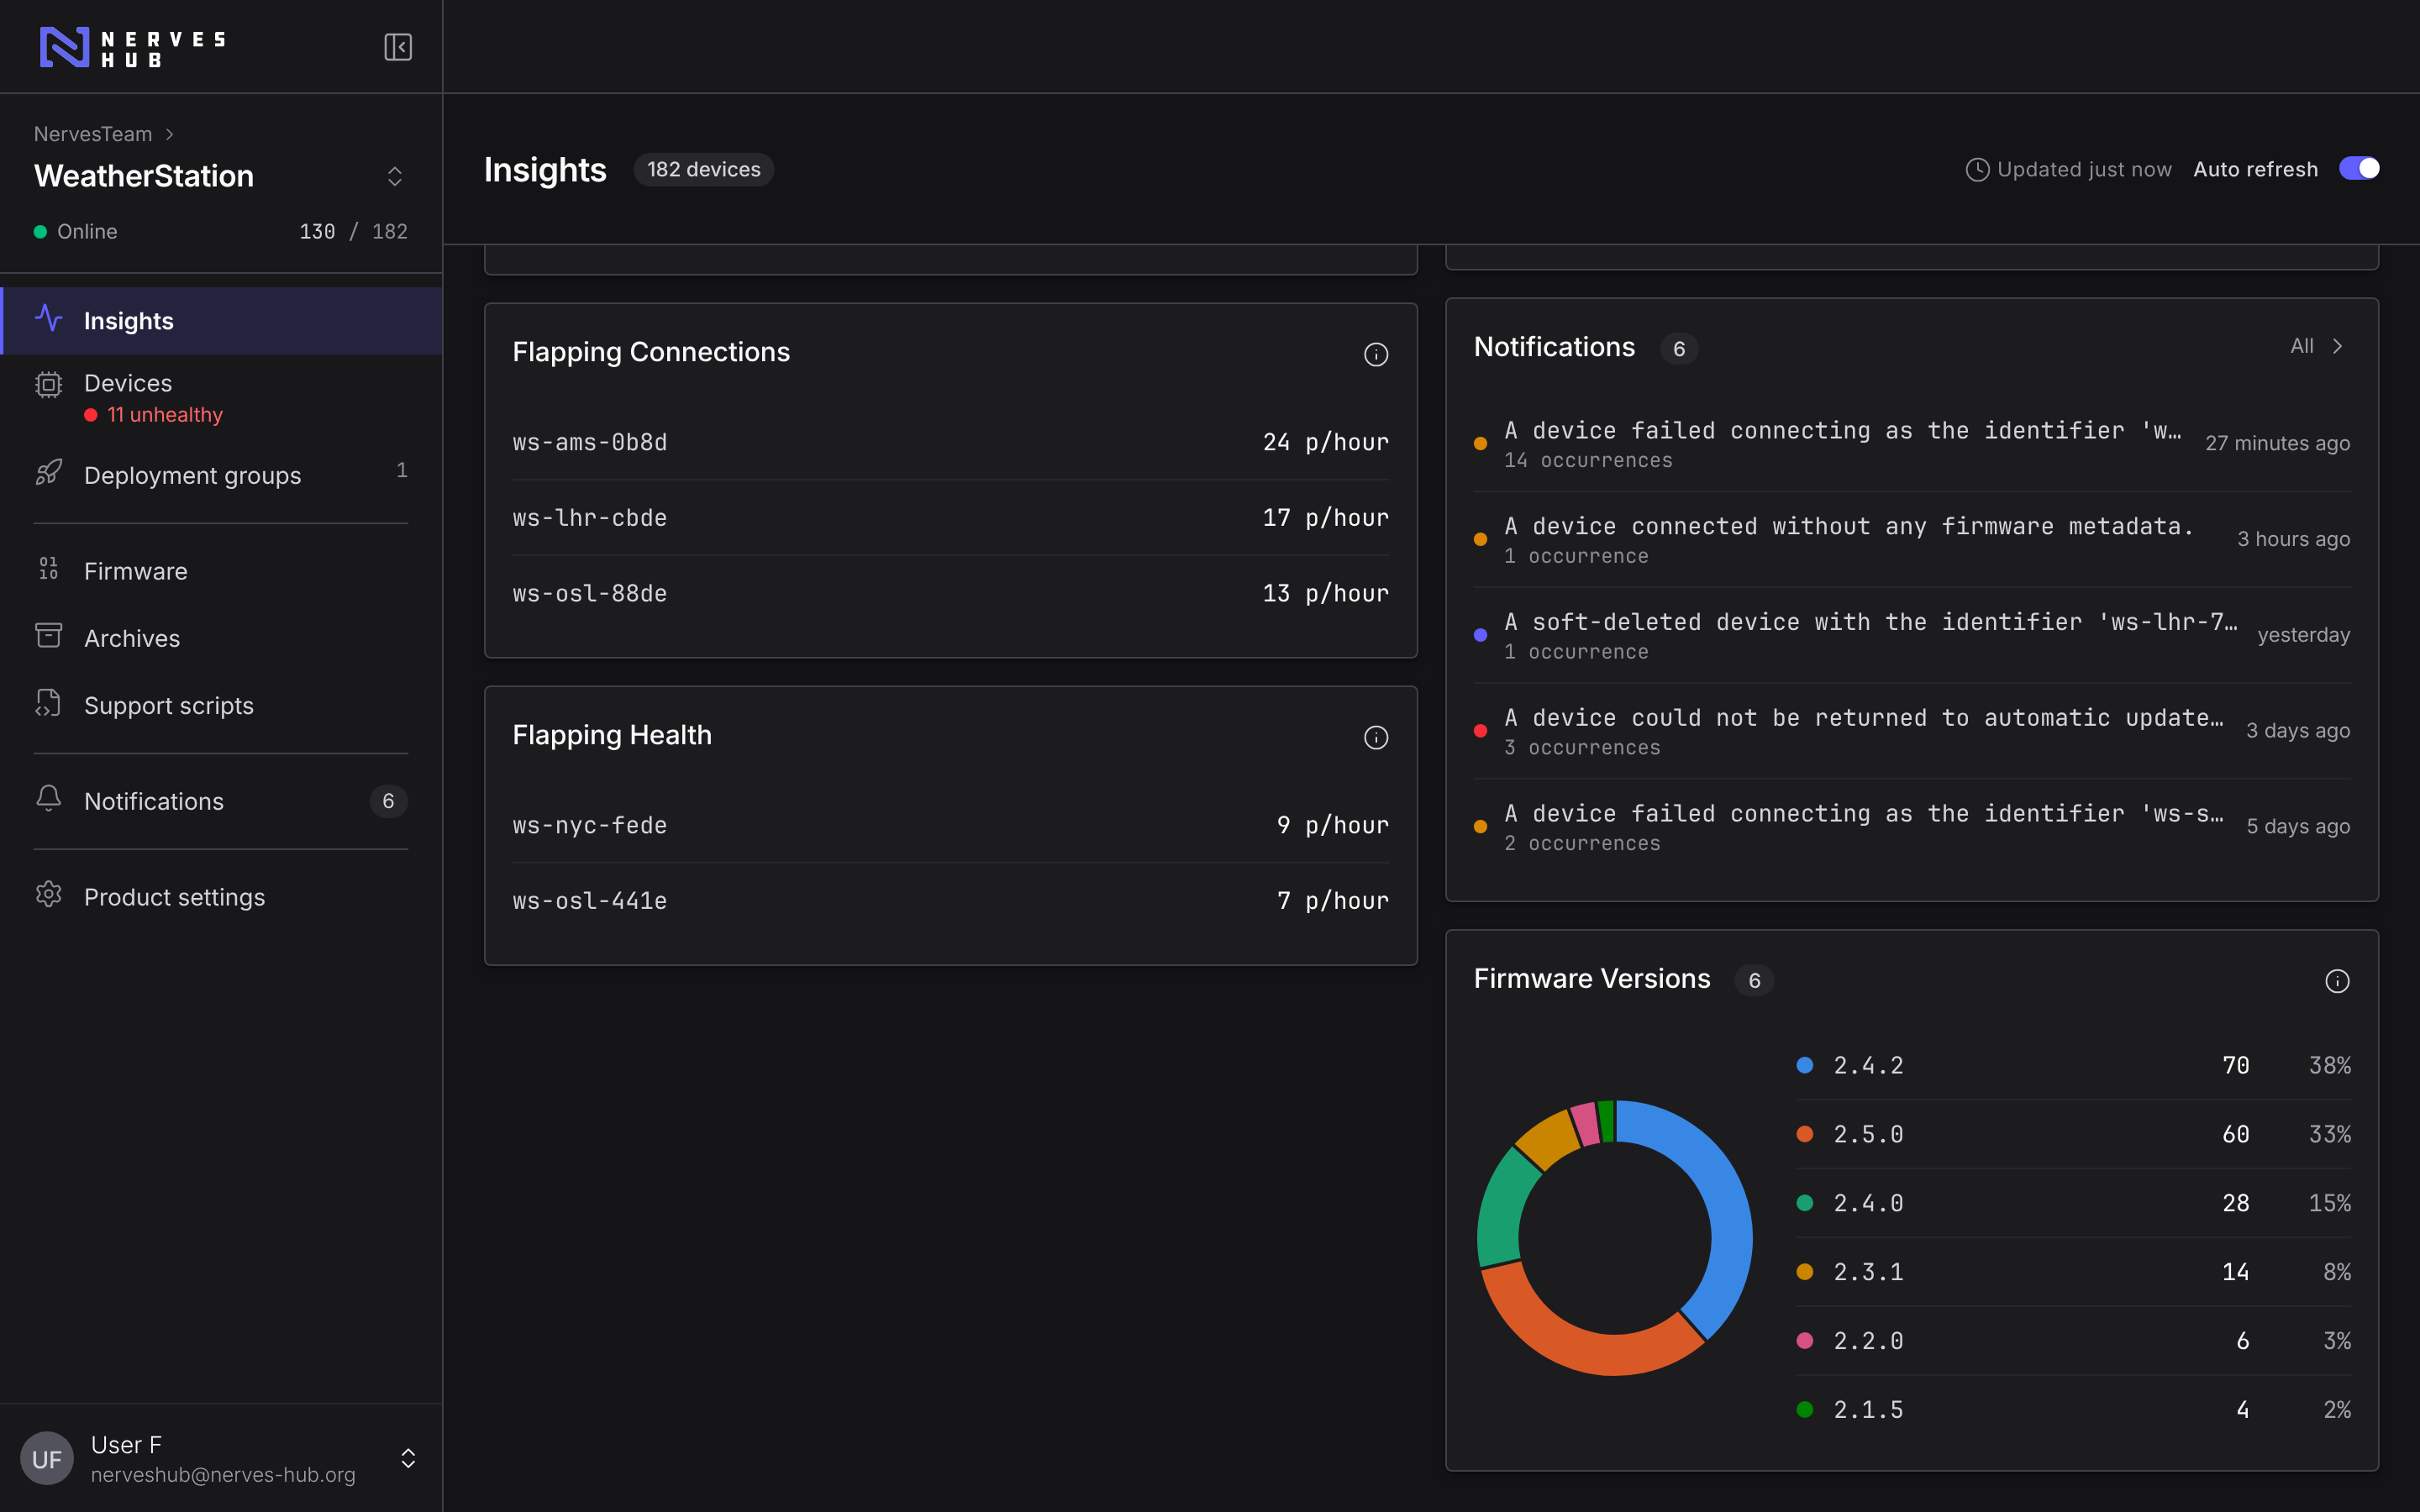 NERVES
HUB
NervesTeam
WeatherStation
Online
130 / 182
Insights
Devices
11 unhealthy
Deployment groups
1
Firmware
Archives
Support scripts
Notifications
6
Product settings
UF
User F
nerveshub@nerves-hub.org
Insights
182 devices
Updated just now
Auto refresh
Flapping Connections
ws-ams-0b8d
24 p/hour
ws-lhr-cbde
17 p/hour
ws-osl-88de
13 p/hour
Flapping Health
ws-nyc-fede
9 p/hour
ws-osl-441e
7 p/hour
Notifications
6
All
A device failed connecting as the identifier 'w…
14 occurrences
27 minutes ago
A device connected without any firmware metadata.
1 occurrence
3 hours ago
A soft-deleted device with the identifier 'ws-lhr-7…
1 occurrence
yesterday
A device could not be returned to automatic update…
3 occurrences
3 days ago
A device failed connecting as the identifier 'ws-s…
2 occurrences
5 days ago
Firmware Versions
6
2.4.2 70 38%
2.5.0 60 33%
2.4.0 28 15%
2.3.1 14 8%
2.2.0 6 3%
2.1.5 4 2%